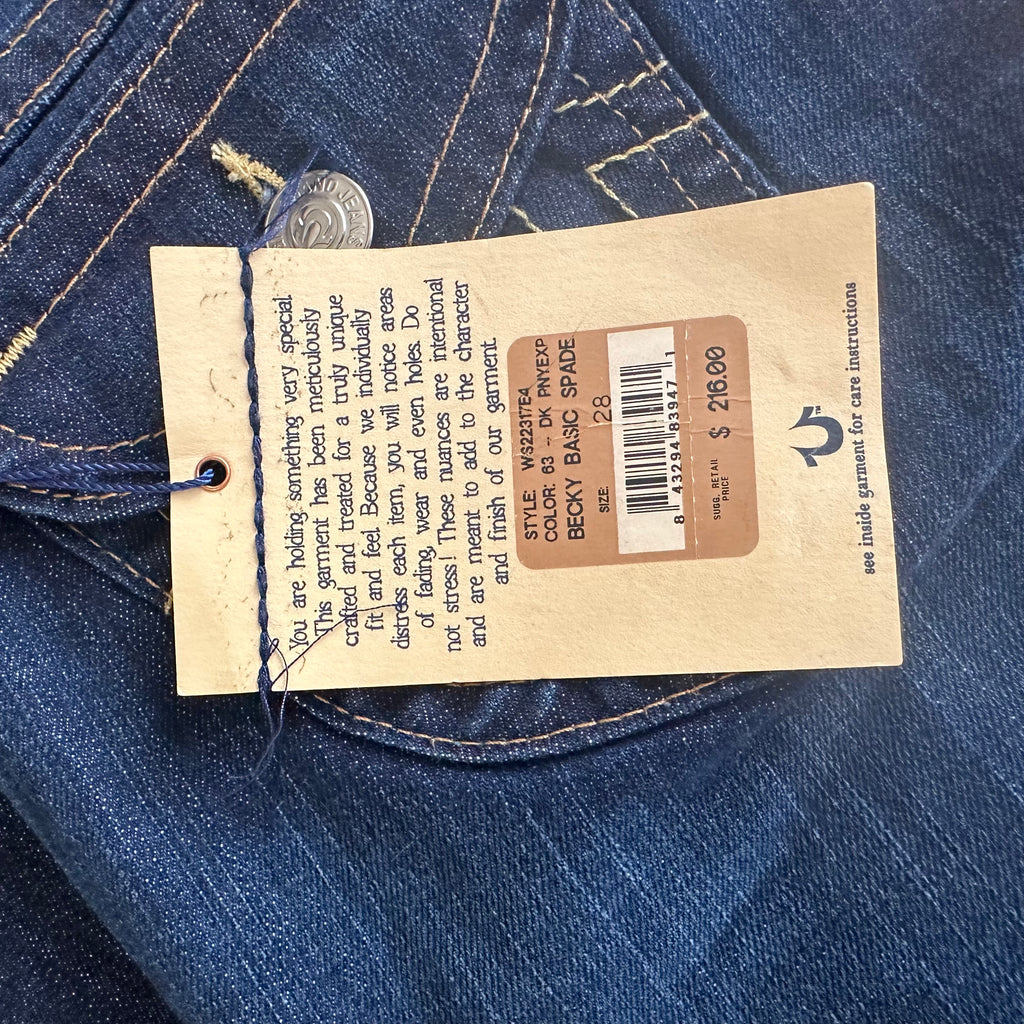 You are holding something very special.
This garment has been meticulously
crafted and treated for a truly unique
fit and feel. Because we individually
distress each item, you will notice areas
of fading, wear and even holes. Do
not stress! These nuances are intentional
and are meant to add to the character
and finish of our garment.
STYLE: WS22317E4
COLOR: 63 - DK PNYEXP
BECKY BASIC SPADE
SIZE: 28
8 43294 83947 1
SUGG. RETAIL
PRICE
$ 216.00
TM
see inside garment for care instructions
AND JEAN